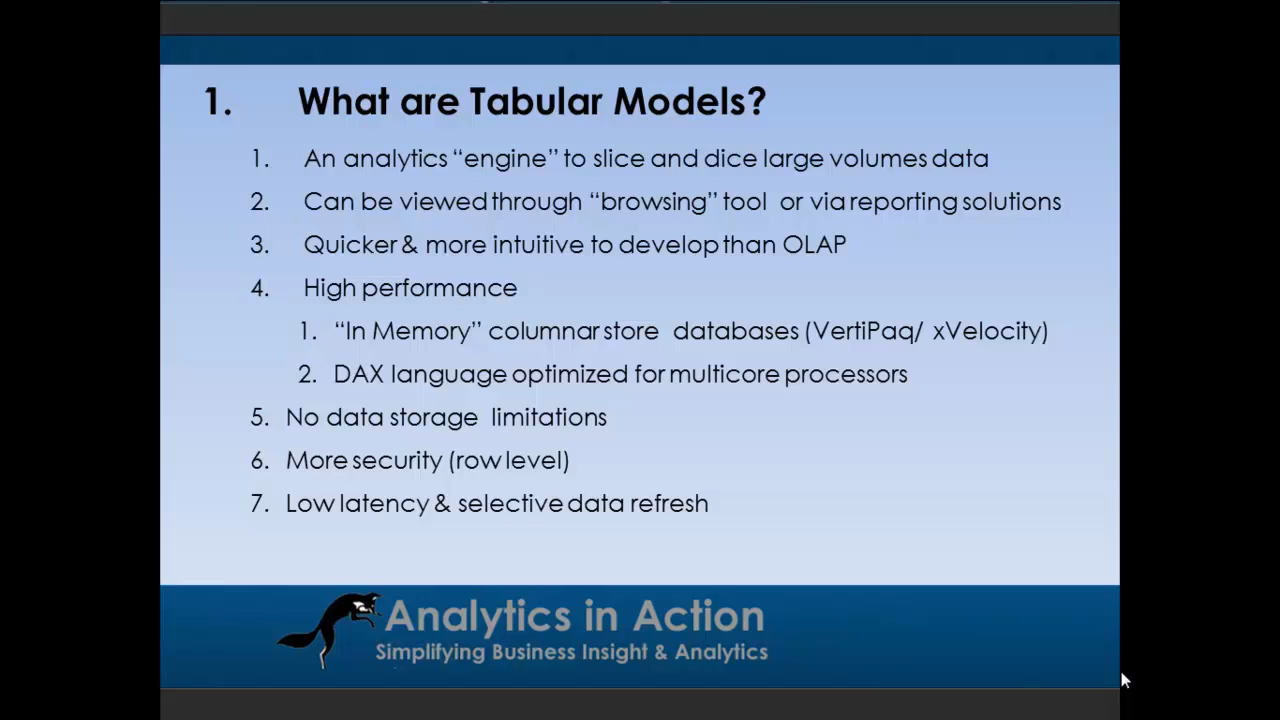 1. What are Tabular Models?
1. An analytics “engine” to slice and dice large volumes data
2. Can be viewed through “browsing” tool or via reporting solutions
3. Quicker & more intuitive to develop than OLAP
4. High performance
1. “In Memory” columnar store databases (VertiPaq/ xVelocity)
2. DAX language optimized for multicore processors
5. No data storage limitations
6. More security (row level)
7. Low latency & selective data refresh
Analytics in Action
Simplifying Business Insight & Analytics